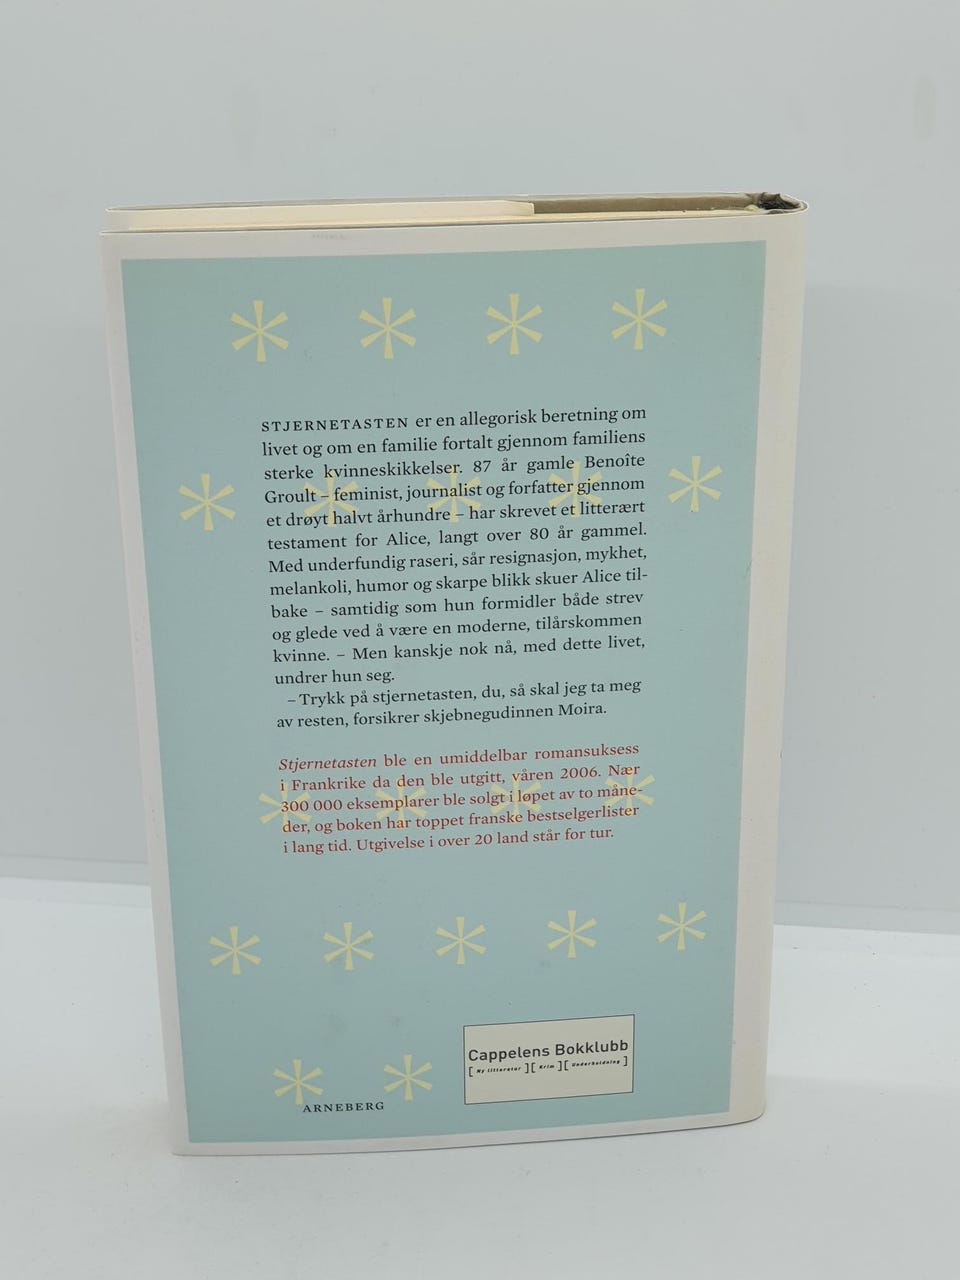 STJERNETASTEN er en allegorisk beretning om
livet og om en familie fortalt gjennom familiens
sterke kvinneskikkelser. 87 år gamle Benoîte
Groult – feminist, journalist og forfatter gjennom
et drøyt halvt århundre – har skrevet et litterært
testament for Alice, langt over 80 år gammel.
Med underfundig raseri, sår resignasjon, mykhet,
melankoli, humor og skarpe blikk skuer Alice til-
bake – samtidig som hun formidler både strev
og glede ved å være en moderne, tilårskommen
kvinne. – Men kanskje nok nå, med dette livet,
undrer hun seg.
– Trykk på stjernetasten, du, så skal jeg ta meg
av resten, forsikrer skjebnegudinnen Moira.
Stjernetasten ble en umiddelbar romansuksess
i Frankrike da den ble utgitt, våren 2006. Nær
300 000 eksemplarer ble solgt i løpet av to måne-
der, og boken har toppet franske bestselgerlister
i lang tid. Utgivelse i over 20 land står for tur.
Cappelens Bokklubb
[ Ny litteratur ][ Krim ][ Underholdning ]
ARNEBERG